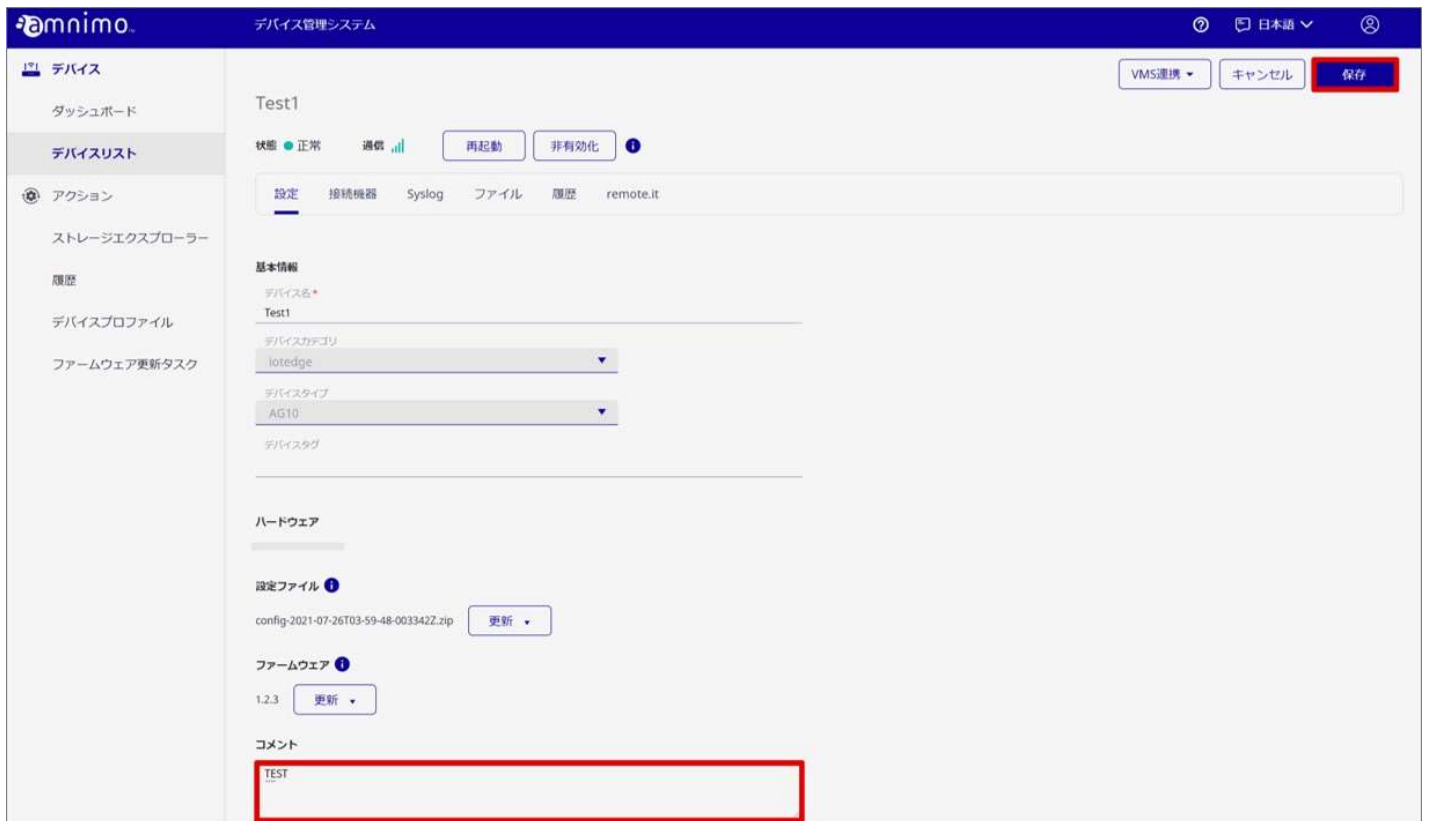 amnimo
デバイス管理システム
日本語
デバイス
ダッシュボード
デバイスリスト
アクション
ストレージエクスプローラー
履歴
デバイスプロファイル
ファームウェア更新タスク
VMS連携
キャンセル
保存
Test1
状態 正常 通信 再起動 非有効化
設定 接続機器 Syslog ファイル 履歴 remote.it
基本情報
デバイス名*
Test1
デバイスカテゴリ
iotedge
デバイスタイプ
AG10
デバイスタグ
ハードウェア
設定ファイル
config-2021-07-26T03-59-48-003342Z.zip 更新
ファームウェア
1.2.3 更新
コメント
TEST